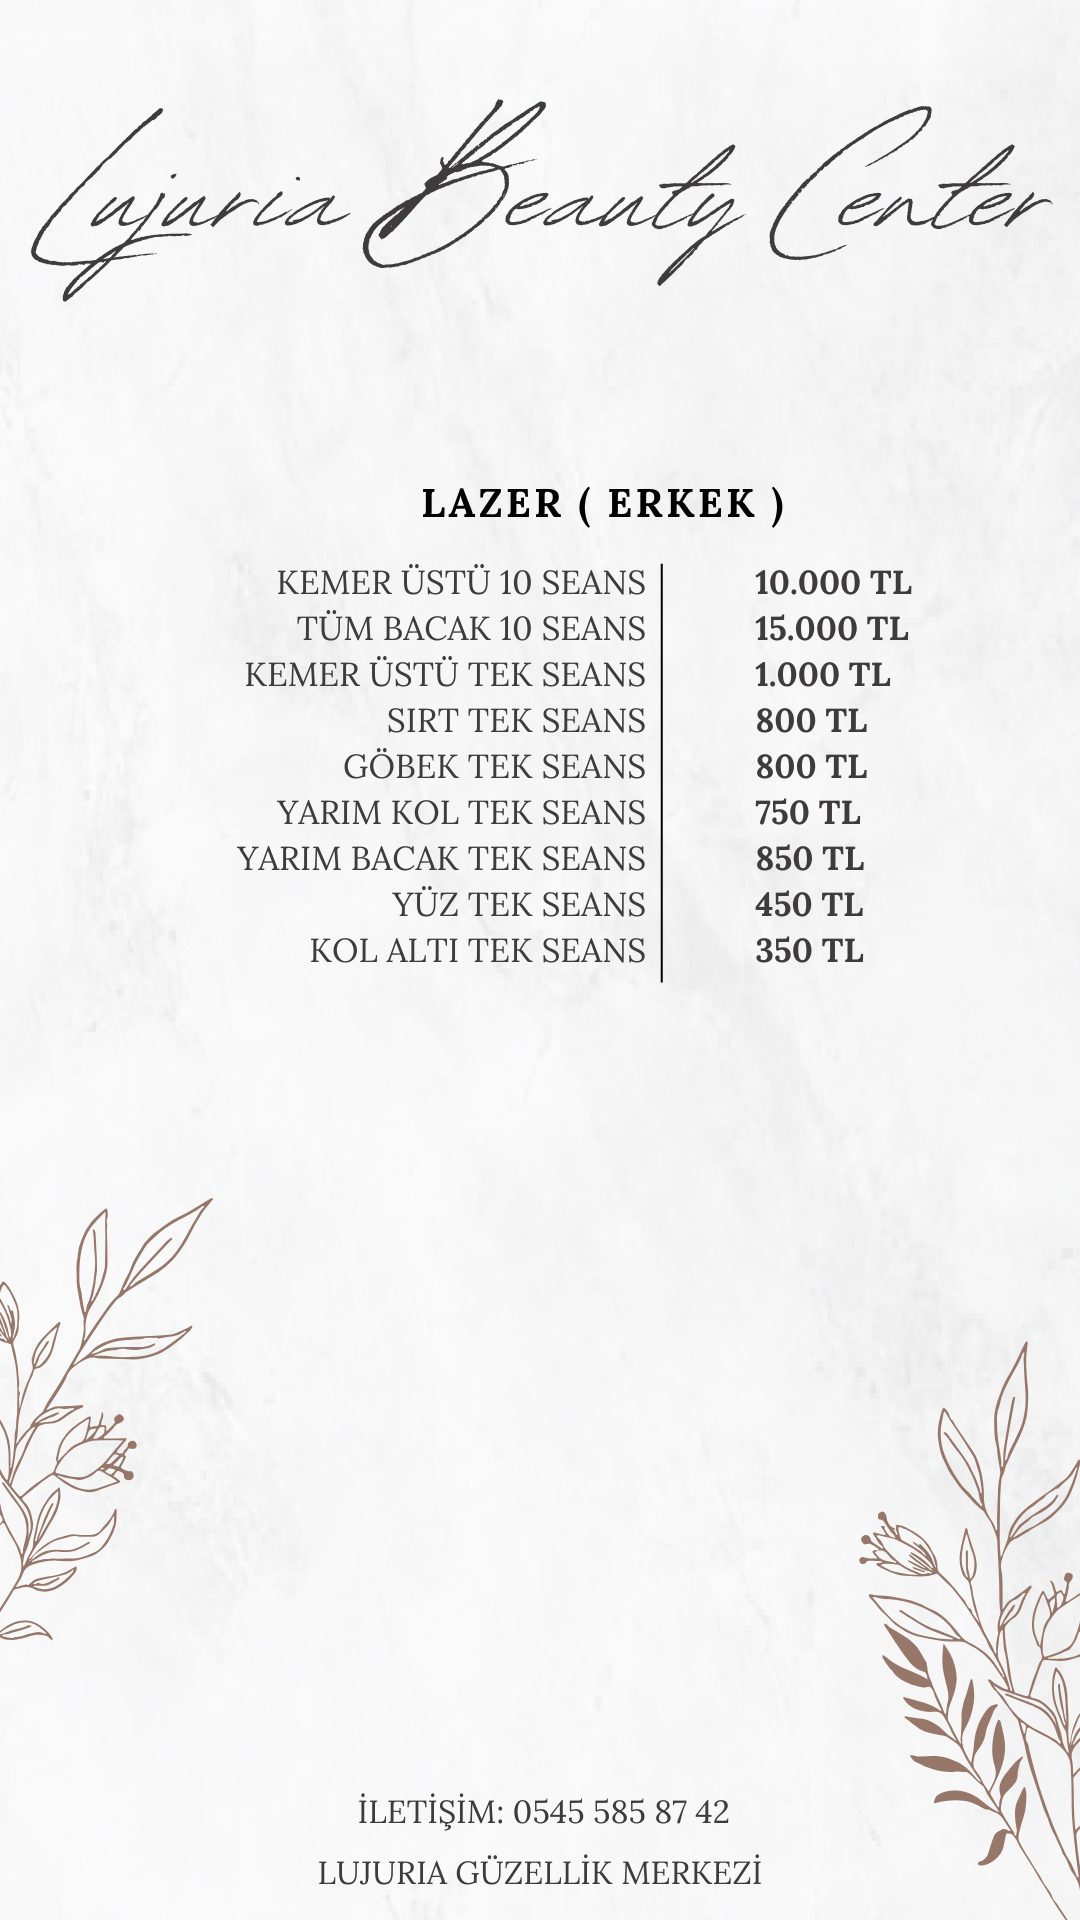 Lujuria Beauty Center
LAZER ( ERKEK )
KEMER ÜSTÜ 10 SEANS 10.000 TL
TÜM BACAK 10 SEANS 15.000 TL
KEMER ÜSTÜ TEK SEANS 1.000 TL
SIRT TEK SEANS 800 TL
GÖBEK TEK SEANS 800 TL
YARIM KOL TEK SEANS 750 TL
YARIM BACAK TEK SEANS 850 TL
YÜZ TEK SEANS 450 TL
KOL ALTI TEK SEANS 350 TL
İLETİŞİM: 0545 585 87 42
LUJURIA GÜZELLİK MERKEZİ